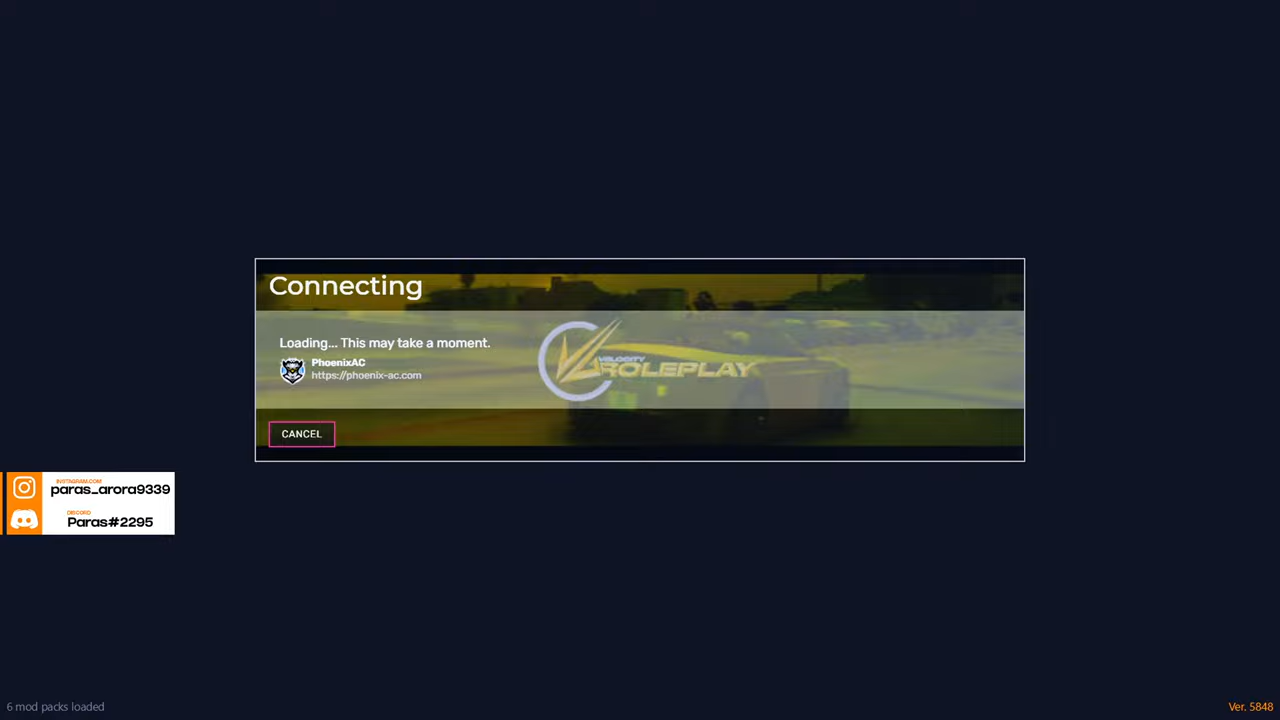 Connecting
Loading... This may take a moment.
PhoenixAC
https://phoenix-ac.com
VELOCITY
ROLEPLAY
CANCEL
INSTAGRAM.COM
paras_arora9339
DISCORD
Paras#2295
6 mod packs loaded
Ver. 5848